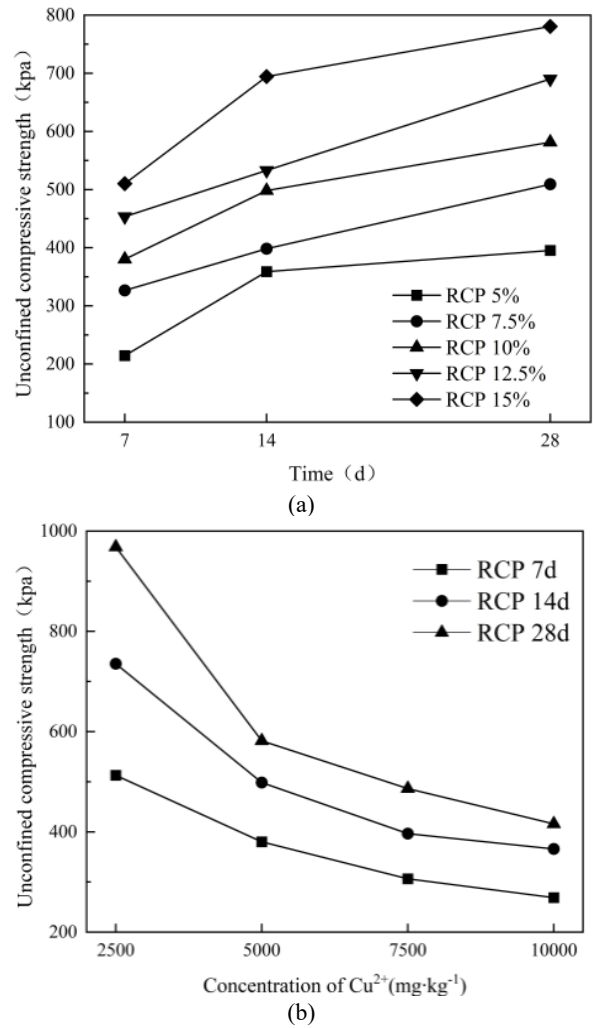 800
700
600
500
400
300
200
100
Unconfined compressive strength（kpa）
RCP 5%
RCP 7.5%
RCP 10%
RCP 12.5%
RCP 15%
7 14 28
Time（d）
(a)
1000
800
600
400
200
Unconfined compressive strength（kpa）
RCP 7d
RCP 14d
RCP 28d
2500 5000 7500 10000
Concentration of Cu²⁺(mg·kg⁻¹)
(b)